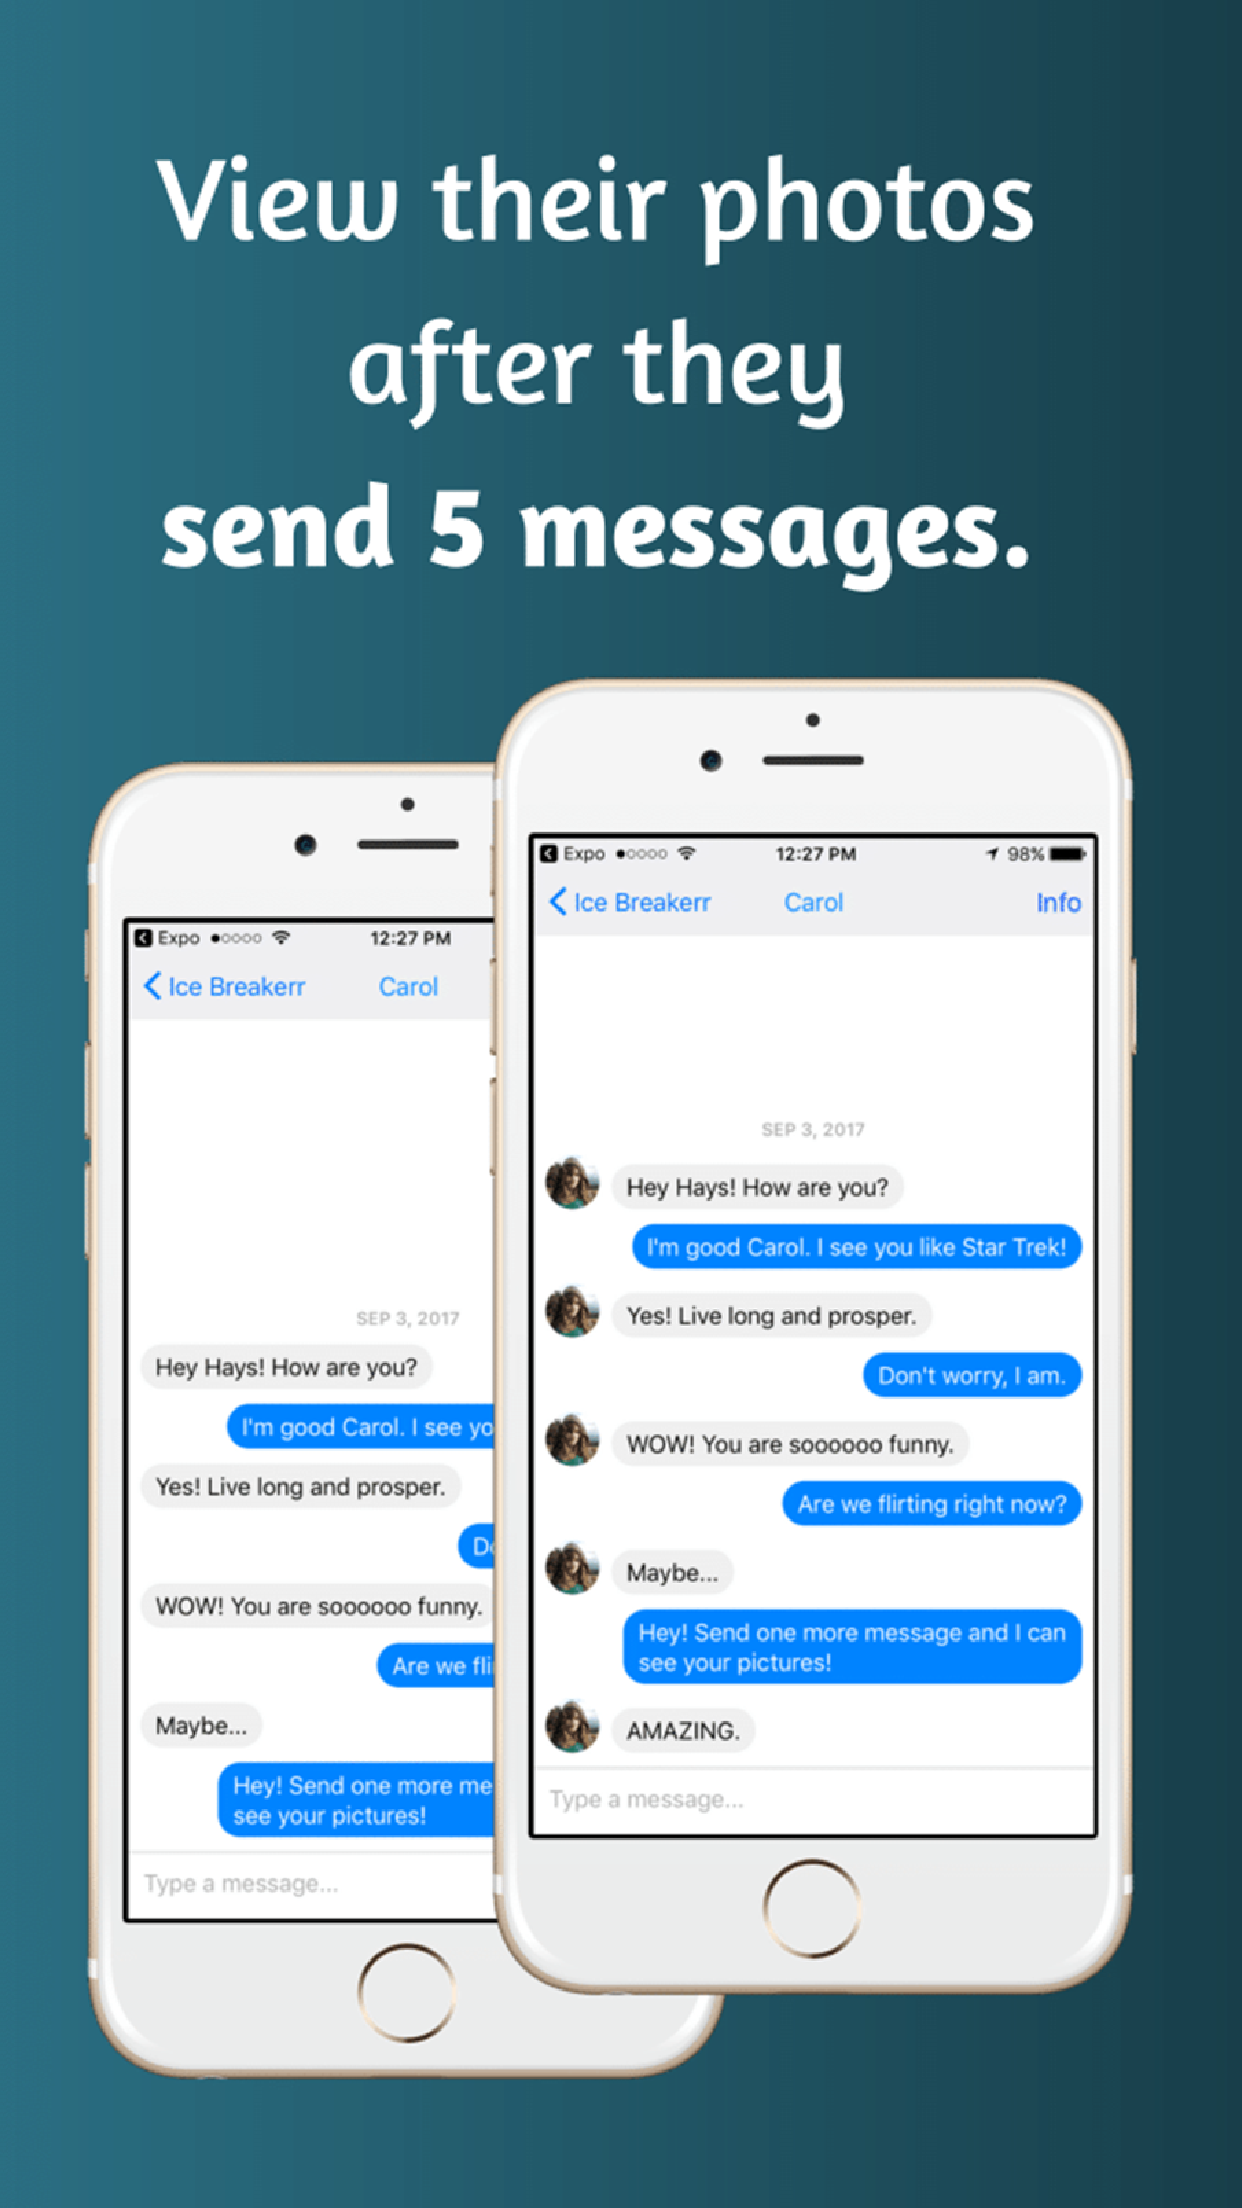 View their photos
after they
send 5 messages.
Expo
12:27 PM
Ice Breakerr
Carol
SEP 3, 2017
Hey Hays! How are you?
I'm good Carol. I see yo
Yes! Live long and prosper.
Do
WOW! You are soooooo funny.
Are we fli
Maybe...
Hey! Send one more me
see your pictures!
Type a message...
Expo
12:27 PM
98%
Ice Breakerr
Carol
Info
SEP 3, 2017
Hey Hays! How are you?
I'm good Carol. I see you like Star Trek!
Yes! Live long and prosper.
Don't worry, I am.
WOW! You are soooooo funny.
Are we flirting right now?
Maybe...
Hey! Send one more message and I can
see your pictures!
AMAZING.
Type a message...